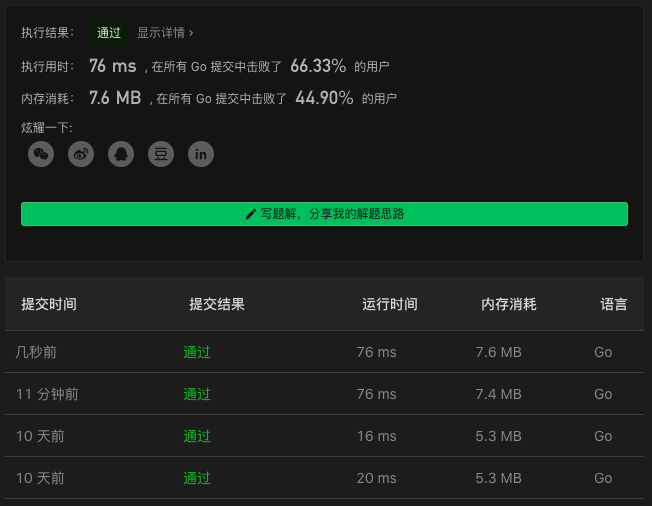 执行结果： 通过 显示详情 ›
执行用时： 76 ms , 在所有 Go 提交中击败了 66.33% 的用户
内存消耗： 7.6 MB , 在所有 Go 提交中击败了 44.90% 的用户
炫耀一下:
豆 in
写题解，分享我的解题思路
提交时间 提交结果 运行时间 内存消耗 语言
几秒前 通过 76 ms 7.6 MB Go
11 分钟前 通过 76 ms 7.4 MB Go
10 天前 通过 16 ms 5.3 MB Go
10 天前 通过 20 ms 5.3 MB Go